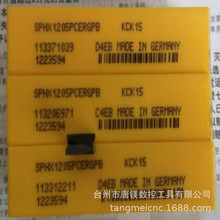 SPHX1205PCERGPB KCK15
113371039 D4EB MADE IN GERMANY
1223594
SPHX1205PCERGPB KCK15
113206971 D4EB MADE IN GERMANY
1223594
SPHX1205PCERGPB KCK15
113312211 D4EB MADE IN GERMANY
1223594
台州市唐镁数控工具有限公司
tangmeicnc.1688.com